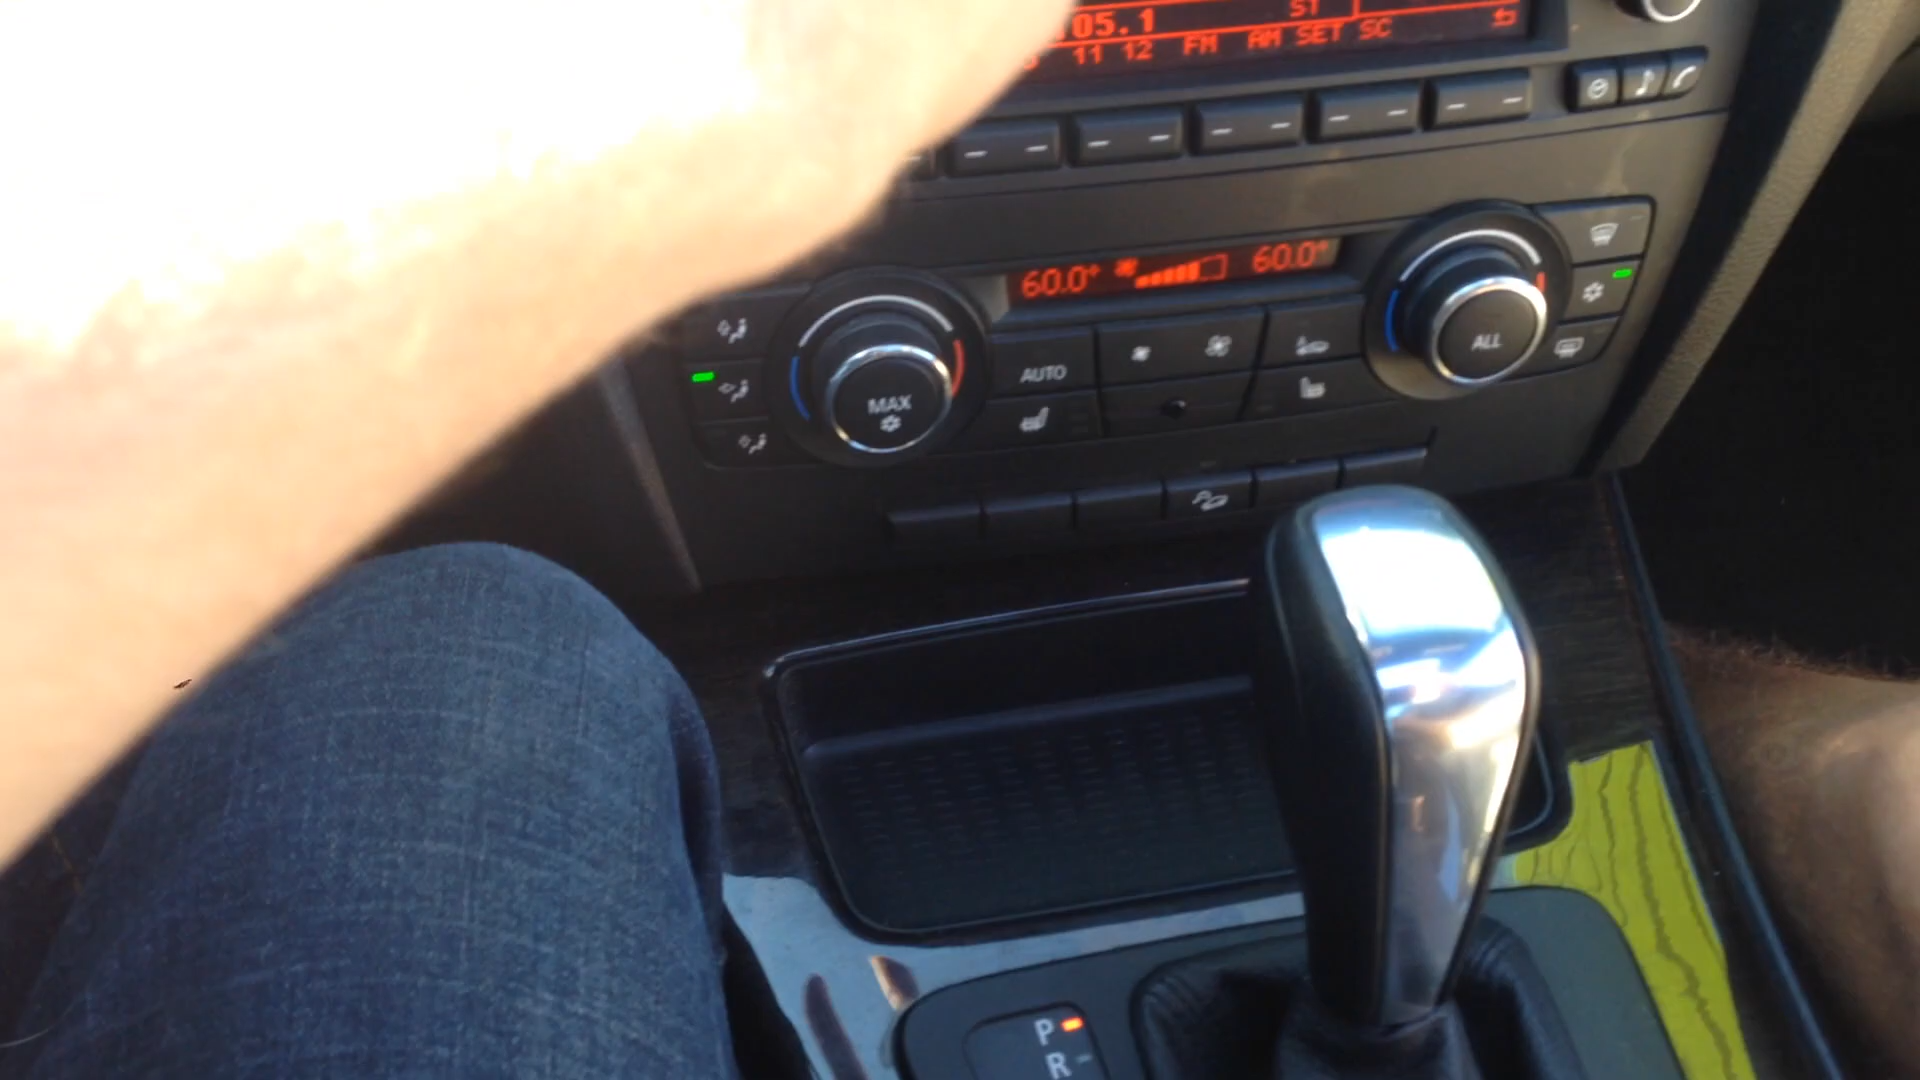 05.1 ST
11 12 FM AM SET SC
60.0° 60.0°
ALL
AUTO
MAX
P
R